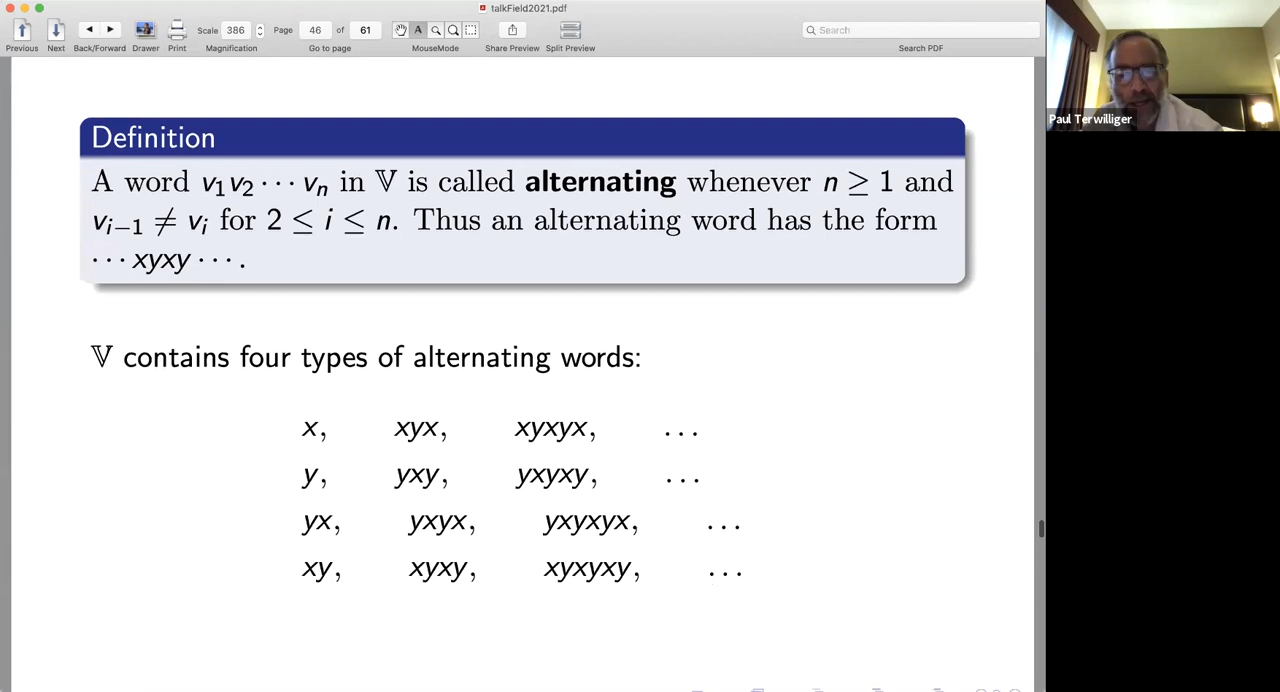 talkField2021.pdf
Scale 386 Page 46 of 61 Search
Previous Next Back/Forward Drawer Print Magnification Go to page MouseMode Share Preview Split Preview Search PDF
Paul Terwilliger
Definition
A word v₁v₂ ⋯ vₙ in 𝕍 is called alternating whenever n ≥ 1 and
vᵢ₋₁ ≠ vᵢ for 2 ≤ i ≤ n. Thus an alternating word has the form
⋯ xyxy ⋯ .
𝕍 contains four types of alternating words:
x, xyx, xyxyx, …
y, yxy, yxyxy, …
yx, yxyx, yxyxyx, …
xy, xyxy, xyxyxy, …